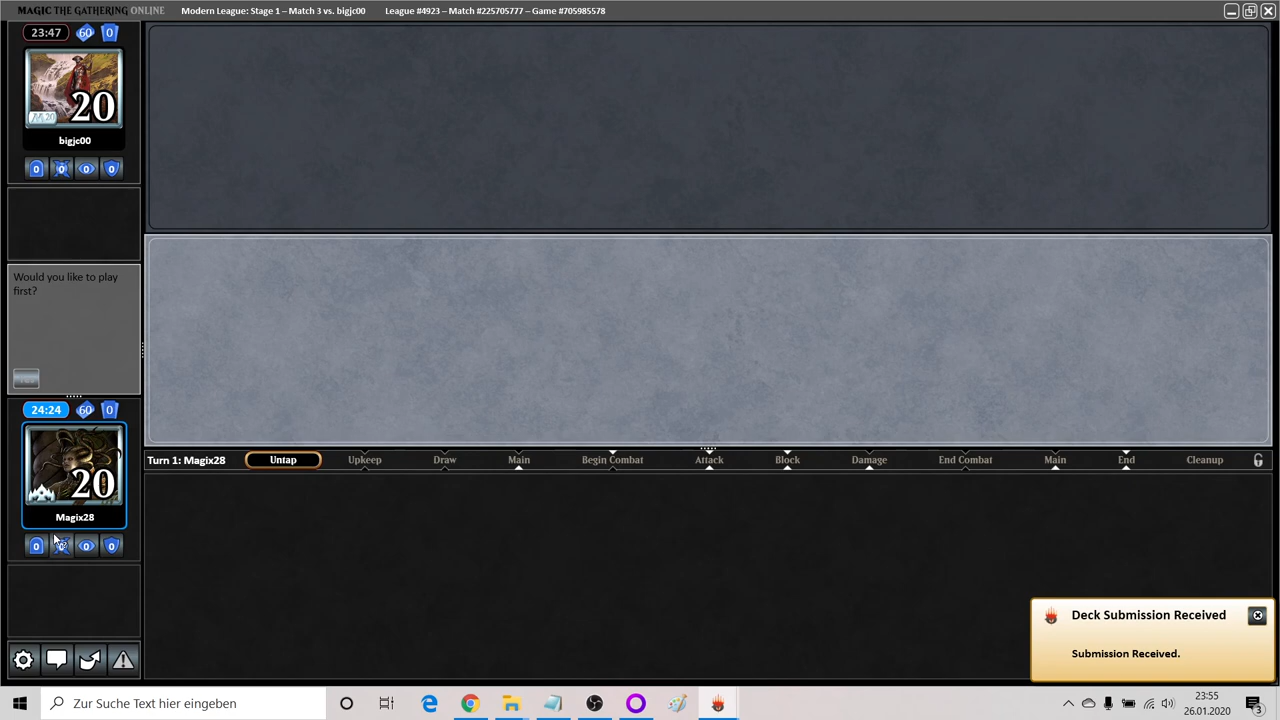 MAGIC THE GATHERING ONLINE Modern League: Stage 1 – Match 3 vs. bigjc00 League #4923 – Match #225705777 – Game #705985578
23:47 60 0
20
bigjc00
0 0 0 0
Would you like to play
first?
24:24 60 0
20
Magix28
0 0 0
Turn 1: Magix28 Untap Upkeep Draw Main Begin Combat Attack Block Damage End Combat Main End Cleanup
Deck Submission Received
Submission Received.
Zur Suche Text hier eingeben
23:55
26.01.2020
3